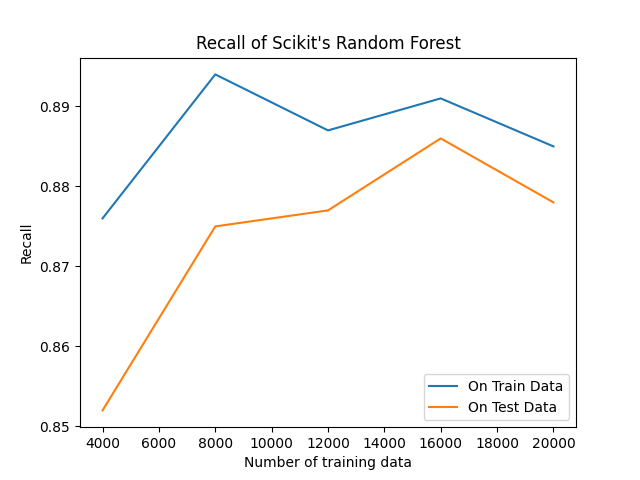 Recall of Scikit's Random Forest
Recall
0.89
0.88
0.87
0.86
0.85
4000 6000 8000 10000 12000 14000 16000 18000 20000
Number of training data
On Train Data
On Test Data